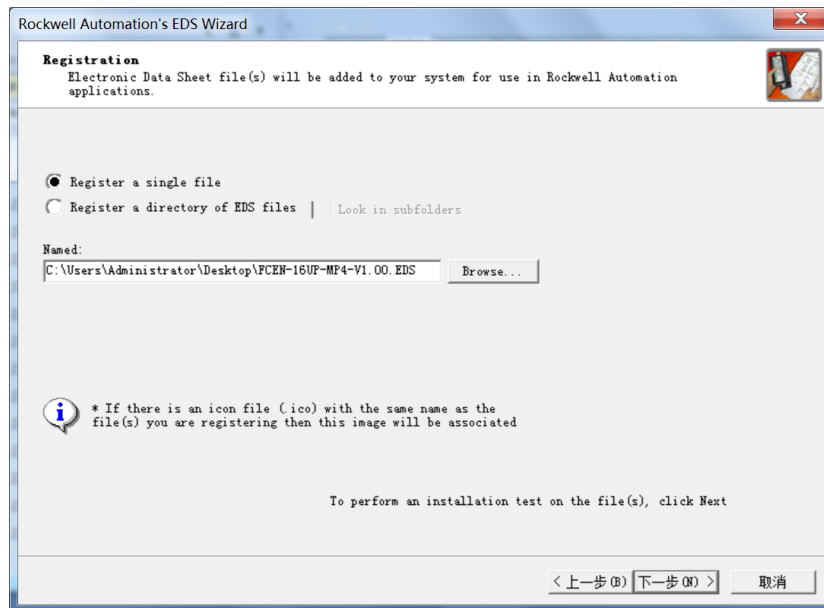 Rockwell Automation's EDS Wizard
Registration
Electronic Data Sheet file(s) will be added to your system for use in Rockwell Automation
applications.
Register a single file
Register a directory of EDS files
Look in subfolders
Named:
C:\Users\Administrator\Desktop\FCEN-16UP-MP4-V1.00.EDS
Browse...
* If there is an icon file (.ico) with the same name as the
file(s) you are registering then this image will be associated
To perform an installation test on the file(s), click Next
< 上一步(B)
下一步(N) >
取消